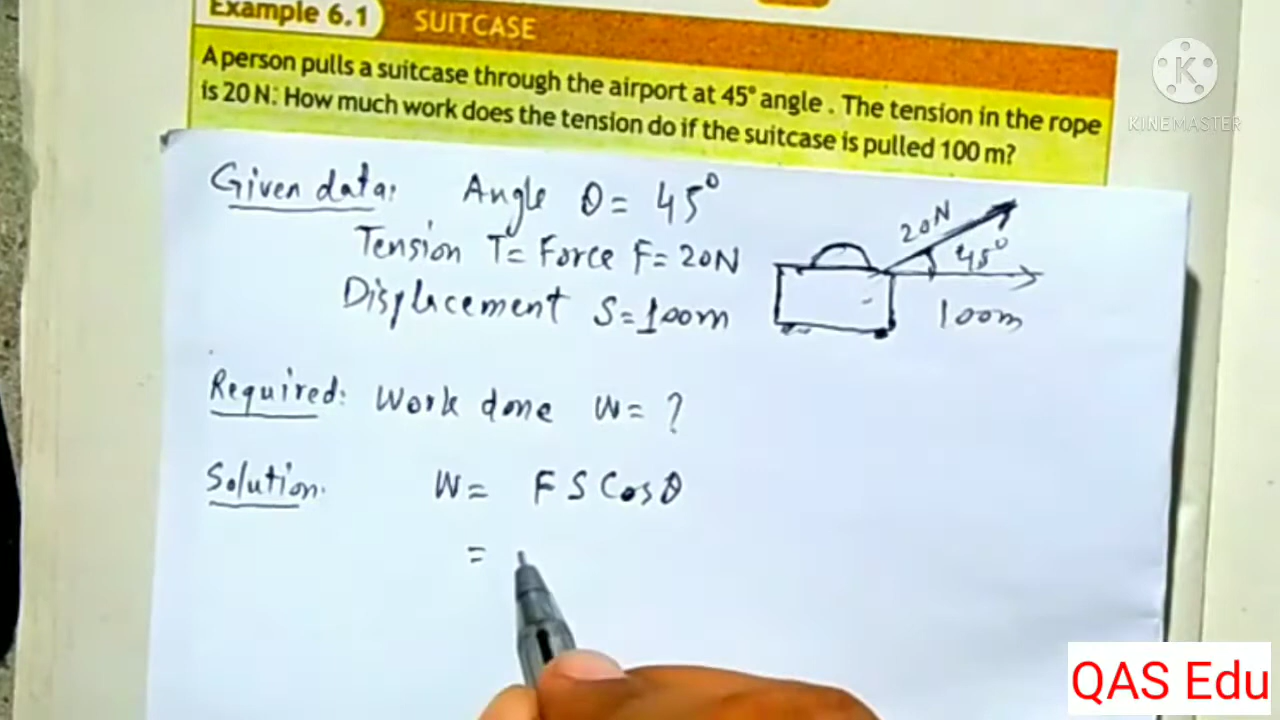 Example 6.1 SUITCASE
A person pulls a suitcase through the airport at 45° angle . The tension in the rope
is 20 N. How much work does the tension do if the suitcase is pulled 100 m?
K
KINEMASTER
Given data: Angle θ = 45°
Tension T = Force F = 20N
Displacement S = 100m
20N
45°
100m
Required: Work done W = ?
Solution. W = F S Cosθ
=
QAS Edu